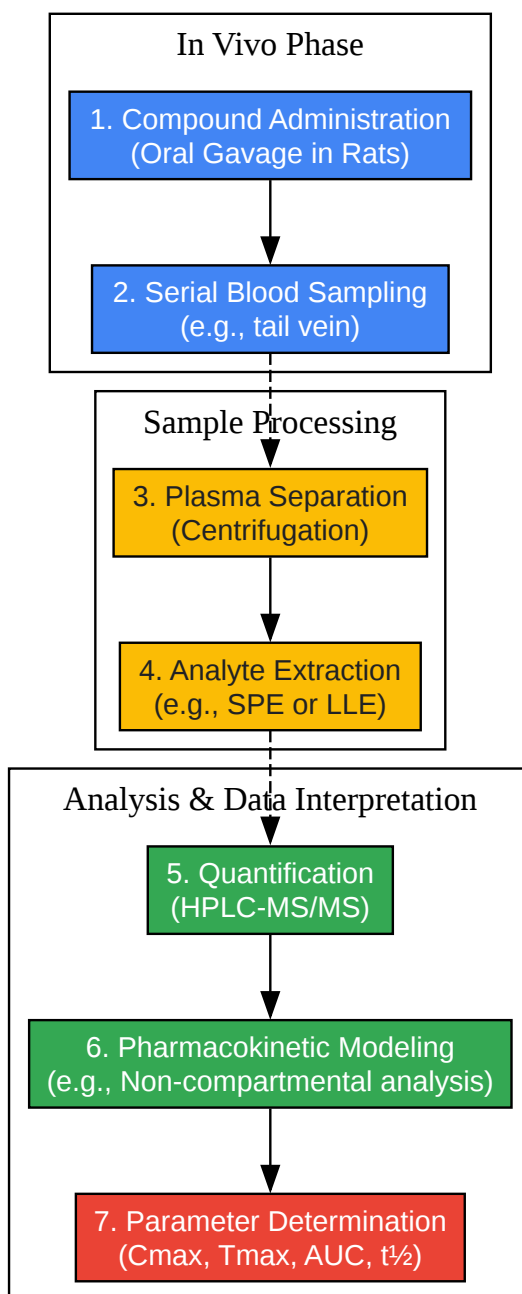 In Vivo Phase
1. Compound Administration
(Oral Gavage in Rats)
2. Serial Blood Sampling
(e.g., tail vein)
Sample Processing
3. Plasma Separation
(Centrifugation)
4. Analyte Extraction
(e.g., SPE or LLE)
Analysis & Data Interpretation
5. Quantification
(HPLC-MS/MS)
6. Pharmacokinetic Modeling
(e.g., Non-compartmental analysis)
7. Parameter Determination
(Cmax, Tmax, AUC, t½)